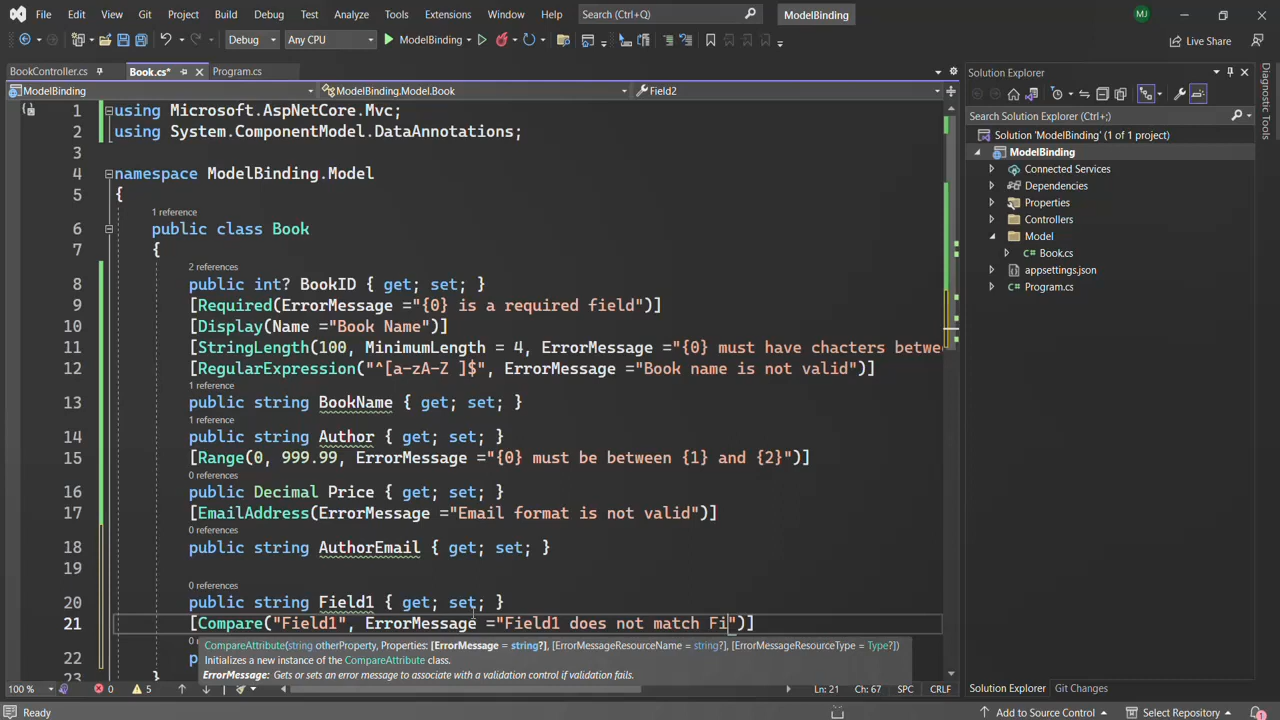 File Edit View Git Project Build Debug Test Analyze Tools Extensions Window Help Search (Ctrl+Q) ModelBinding MJ
Debug Any CPU ModelBinding Live Share
BookController.cs Book.cs* Program.cs
ModelBinding ModelBinding.Model.Book Field2
1 using Microsoft.AspNetCore.Mvc;
2 using System.ComponentModel.DataAnnotations;
3
4 namespace ModelBinding.Model
5 {
1 reference
6 public class Book
7 {
2 references
8 public int? BookID { get; set; }
9 [Required(ErrorMessage ="{0} is a required field")]
10 [Display(Name ="Book Name")]
11 [StringLength(100, MinimumLength = 4, ErrorMessage ="{0} must have chacters betwe
12 [RegularExpression("^[a-zA-Z ]$", ErrorMessage ="Book name is not valid")]
1 reference
13 public string BookName { get; set; }
1 reference
14 public string Author { get; set; }
15 [Range(0, 999.99, ErrorMessage ="{0} must be between {1} and {2}")]
0 references
16 public Decimal Price { get; set; }
17 [EmailAddress(ErrorMessage ="Email format is not valid")]
0 references
18 public string AuthorEmail { get; set; }
19
0 references
20 public string Field1 { get; set; }
21 [Compare("Field1", ErrorMessage ="Field1 does not match Fi")]
CompareAttribute(string otherProperty, Properties: [ErrorMessage = string?], [ErrorMessageResourceName = string?], [ErrorMessageResourceType = Type?])
Initializes a new instance of the CompareAttribute class.
ErrorMessage: Gets or sets an error message to associate with a validation control if validation fails.
22
23 }
100 % 0 5 Ln: 21 Ch: 67 SPC CRLF
Solution Explorer
Search Solution Explorer (Ctrl+;)
Solution 'ModelBinding' (1 of 1 project)
ModelBinding
Connected Services
Dependencies
Properties
Controllers
Model
C# Book.cs
appsettings.json
C# Program.cs
Solution Explorer Git Changes
Diagnostic Tools
Ready Add to Source Control Select Repository